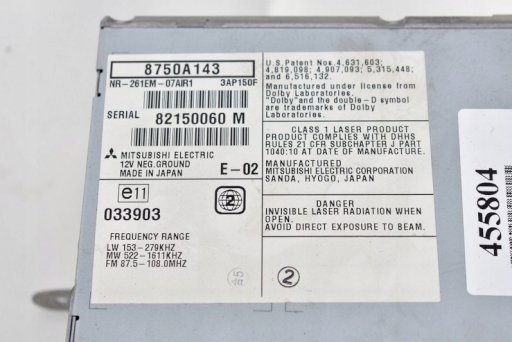 8750A143
NR-261EM-07AIR1 3AP150F
SERIAL 82150060 M
MITSUBISHI ELECTRIC
12V NEG.GROUND
MADE IN JAPAN E-02
e11
2
033903
FREQUENCY RANGE
LW 153-279KHZ
MW 522-1611KHZ
FM 87.5-108.0MHZ
U.S.Patent Nos.4,631,603;
4,819,098; 4,907,093; 5,315,448;
and 6,516,132.
Manufactured under license from
Dolby Laboratories.
"Dolby"and the double-D symbol
are trademarks of Dolby
Laboratories.
CLASS 1 LASER PRODUCT
PRODUCT COMPLIES WITH DHHS
RULES 21 CFR SUBCHAPTER J PART
1040:10 AT DATE OF MANUFACTURE.
MANUFACTURED
MITSUBISHI ELECTRIC CORPORATION
SANDA, HYOGO, JAPAN
DANGER
INVISIBLE LASER RADIATION WHEN
OPEN.
AVOID DIRECT EXPOSURE TO BEAM.
2
455804